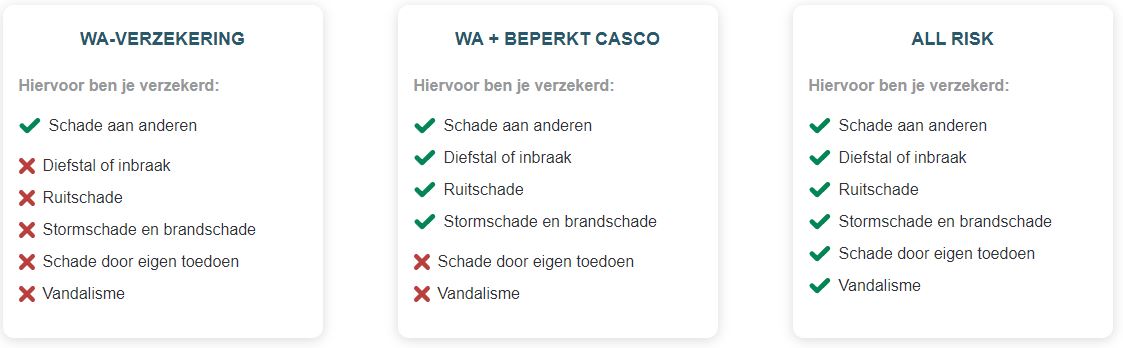 WA-VERZEKERING
Hiervoor ben je verzekerd:
Schade aan anderen
Diefstal of inbraak
Ruitschade
Stormschade en brandschade
Schade door eigen toedoen
Vandalisme
WA + BEPERKT CASCO
Hiervoor ben je verzekerd:
Schade aan anderen
Diefstal of inbraak
Ruitschade
Stormschade en brandschade
Schade door eigen toedoen
Vandalisme
ALL RISK
Hiervoor ben je verzekerd:
Schade aan anderen
Diefstal of inbraak
Ruitschade
Stormschade en brandschade
Schade door eigen toedoen
Vandalisme